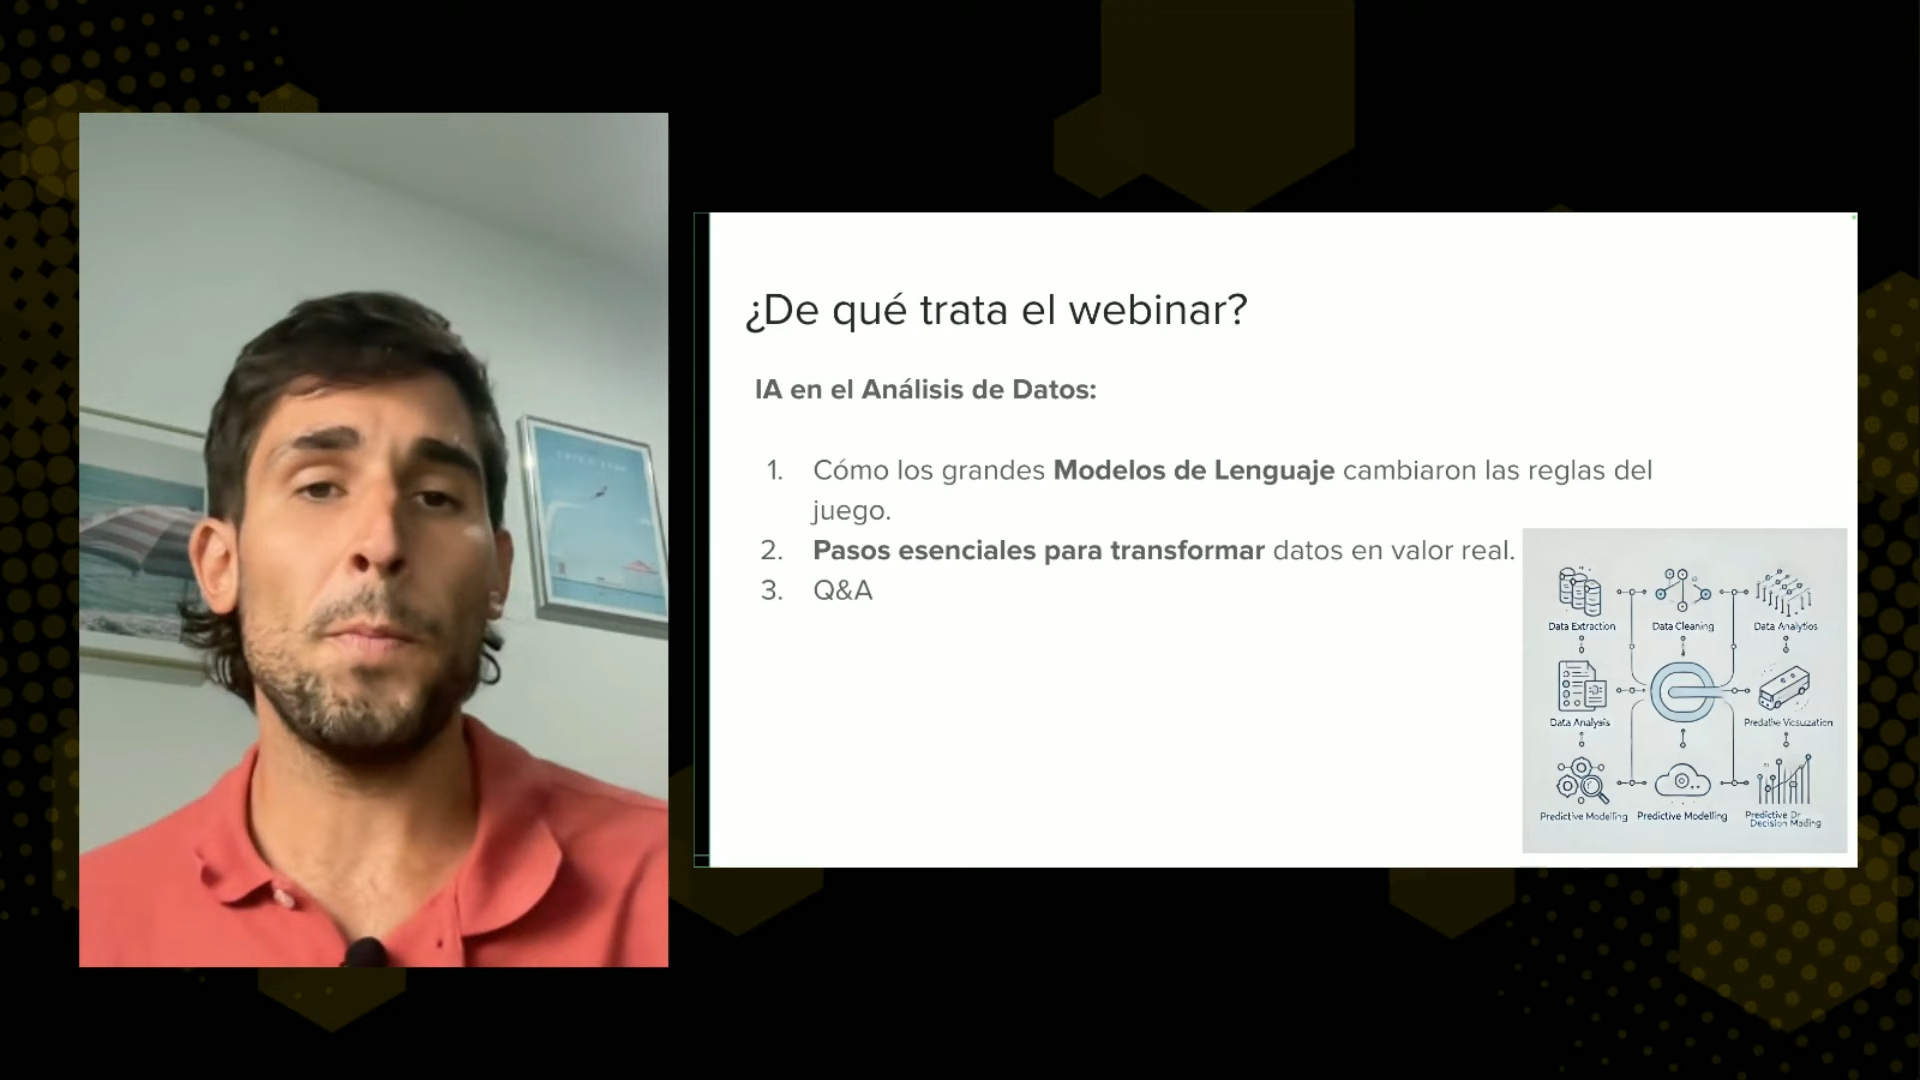 ¿De qué trata el webinar?
IA en el Análisis de Datos:
1. Cómo los grandes Modelos de Lenguaje cambiaron las reglas del
juego.
2. Pasos esenciales para transformar datos en valor real.
3. Q&A
Data Extraction Data Cleaning Data Analytios
Data Analysis Predative Viosuzation
Predictive Modelling Predictive Modelling Predictive Dr
Decision Mading